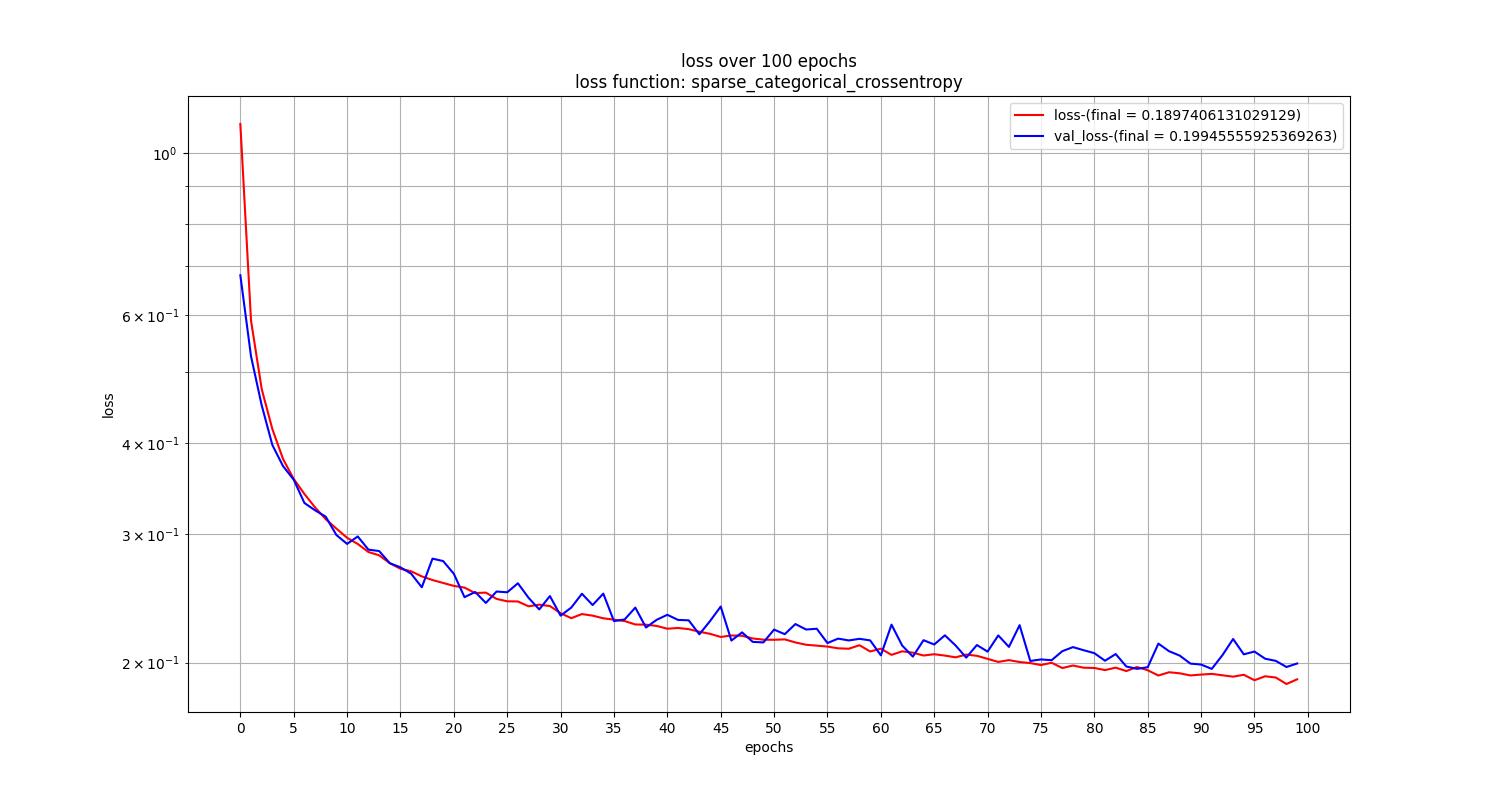 loss over 100 epochs
loss function: sparse_categorical_crossentropy
loss-(final = 0.1897406131029129)
val_loss-(final = 0.19945555925369263)
10⁰
6 × 10⁻¹
4 × 10⁻¹
3 × 10⁻¹
2 × 10⁻¹
loss
0 5 10 15 20 25 30 35 40 45 50 55 60 65 70 75 80 85 90 95 100
epochs